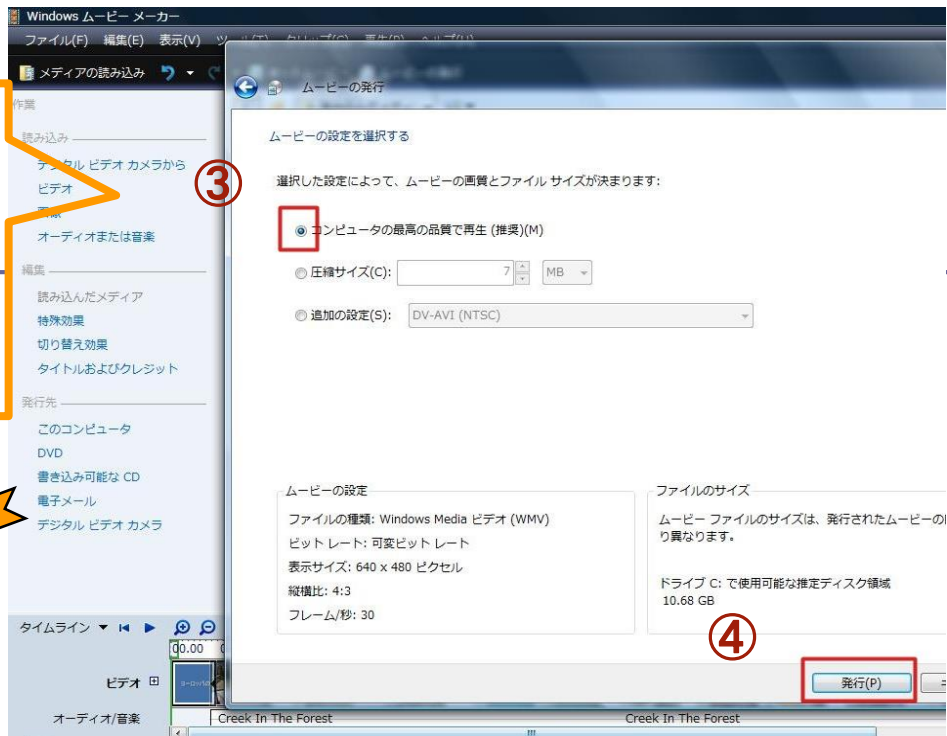 Windows ムービー メーカー
ファイル(F) 編集(E) 表示(V)
メディアの読み込み
ムービーの発行
作業
読み込み
デジタル ビデオ カメラから
ビデオ
画像
オーディオまたは音楽
編集
読み込んだメディア
特殊効果
切り替え効果
タイトルおよびクレジット
発行先
このコンピュータ
DVD
書き込み可能な CD
電子メール
デジタル ビデオ カメラ
ムービーの設定を選択する
③
選択した設定によって、ムービーの画質とファイル サイズが決まります:
コンピュータの最高の品質で再生 (推奨)(M)
圧縮サイズ(C): 7 MB
追加の設定(S): DV-AVI (NTSC)
ムービーの設定
ファイルの種類: Windows Media ビデオ (WMV)
ビット レート: 可変ビット レート
表示サイズ: 640 x 480 ピクセル
縦横比: 4:3
フレーム/秒: 30
ファイルのサイズ
ムービー ファイルのサイズは、発行されたムービーの
り異なります。
ドライブ C: で使用可能な推定ディスク領域
10.68 GB
④
発行(P)
タイムライン
00.00
ビデオ
オーディオ/音楽
Creek In The Forest Creek In The Forest